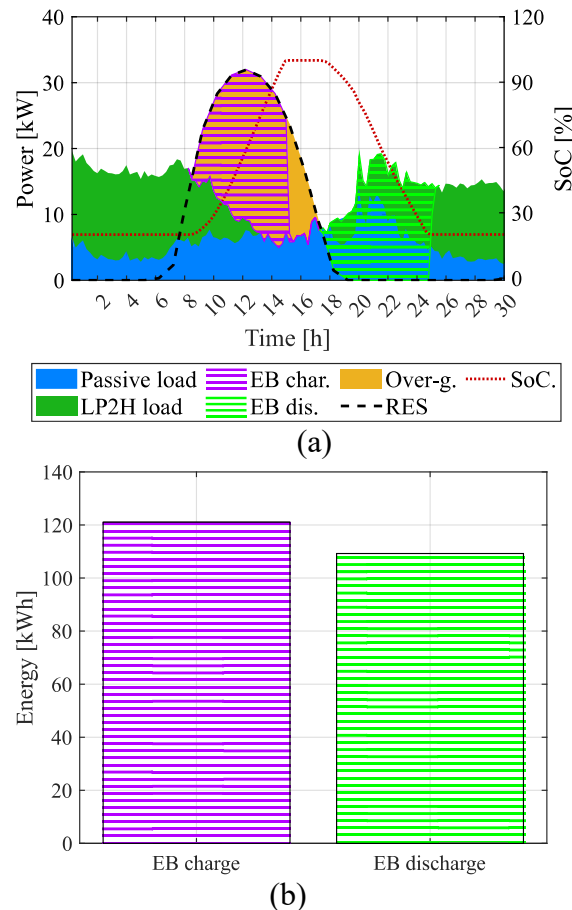 40
30
20
10
0
Power [kW]
120
90
60
30
0
SoC [%]
2 4 6 8 10 12 14 16 18 20 22 24 26 28 30
Time [h]
Passive load EB char. Over-g. SoC.
LP2H load EB dis. RES
(a)
140
120
100
80
60
40
20
0
Energy [kWh]
EB charge EB discharge
(b)